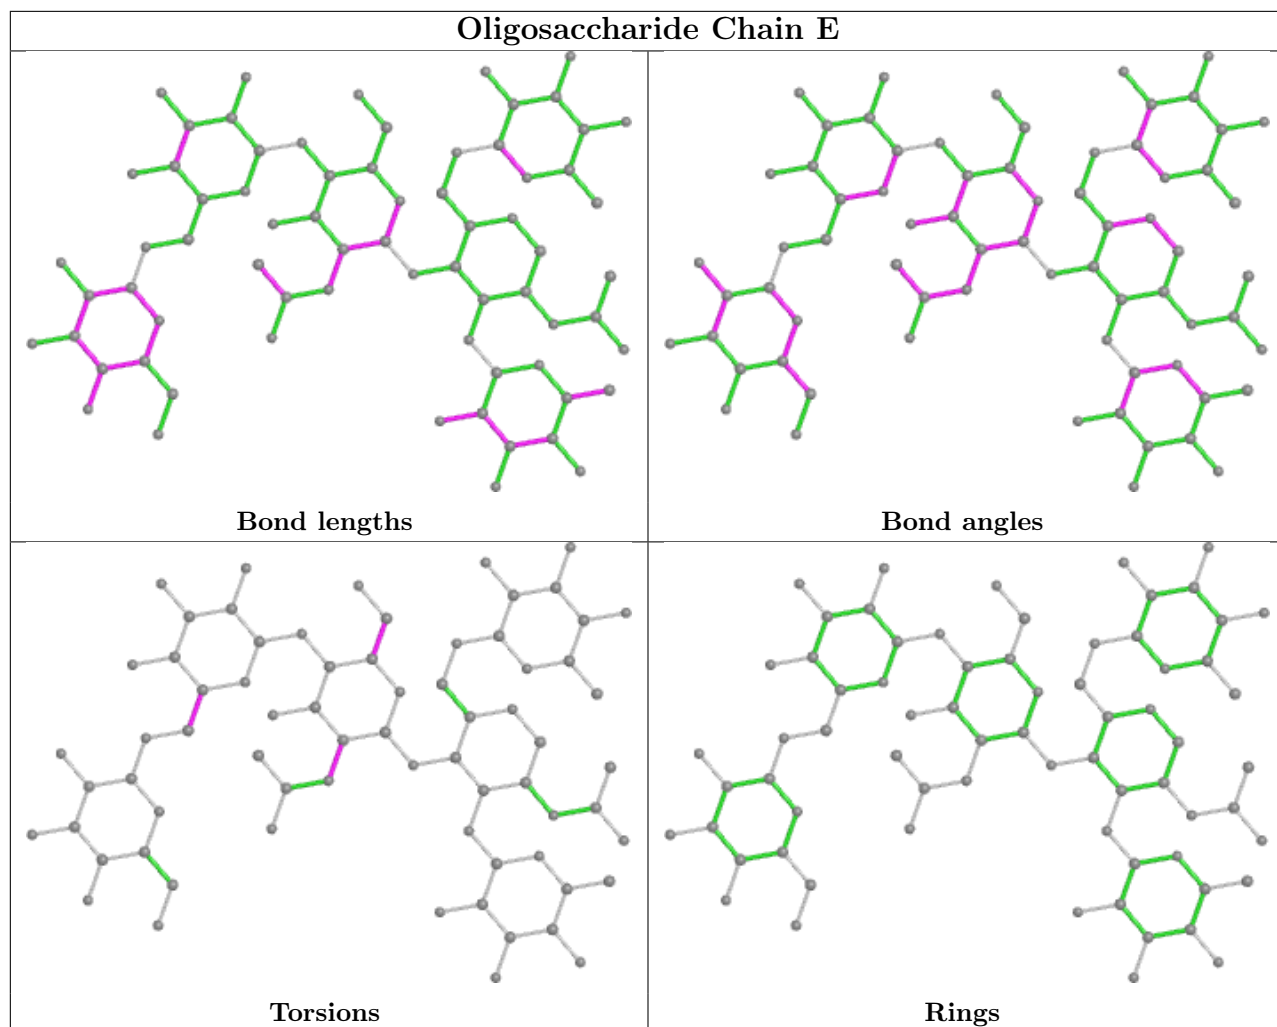 Oligosaccharide Chain E
Bond lengths
Bond angles
Torsions
Rings